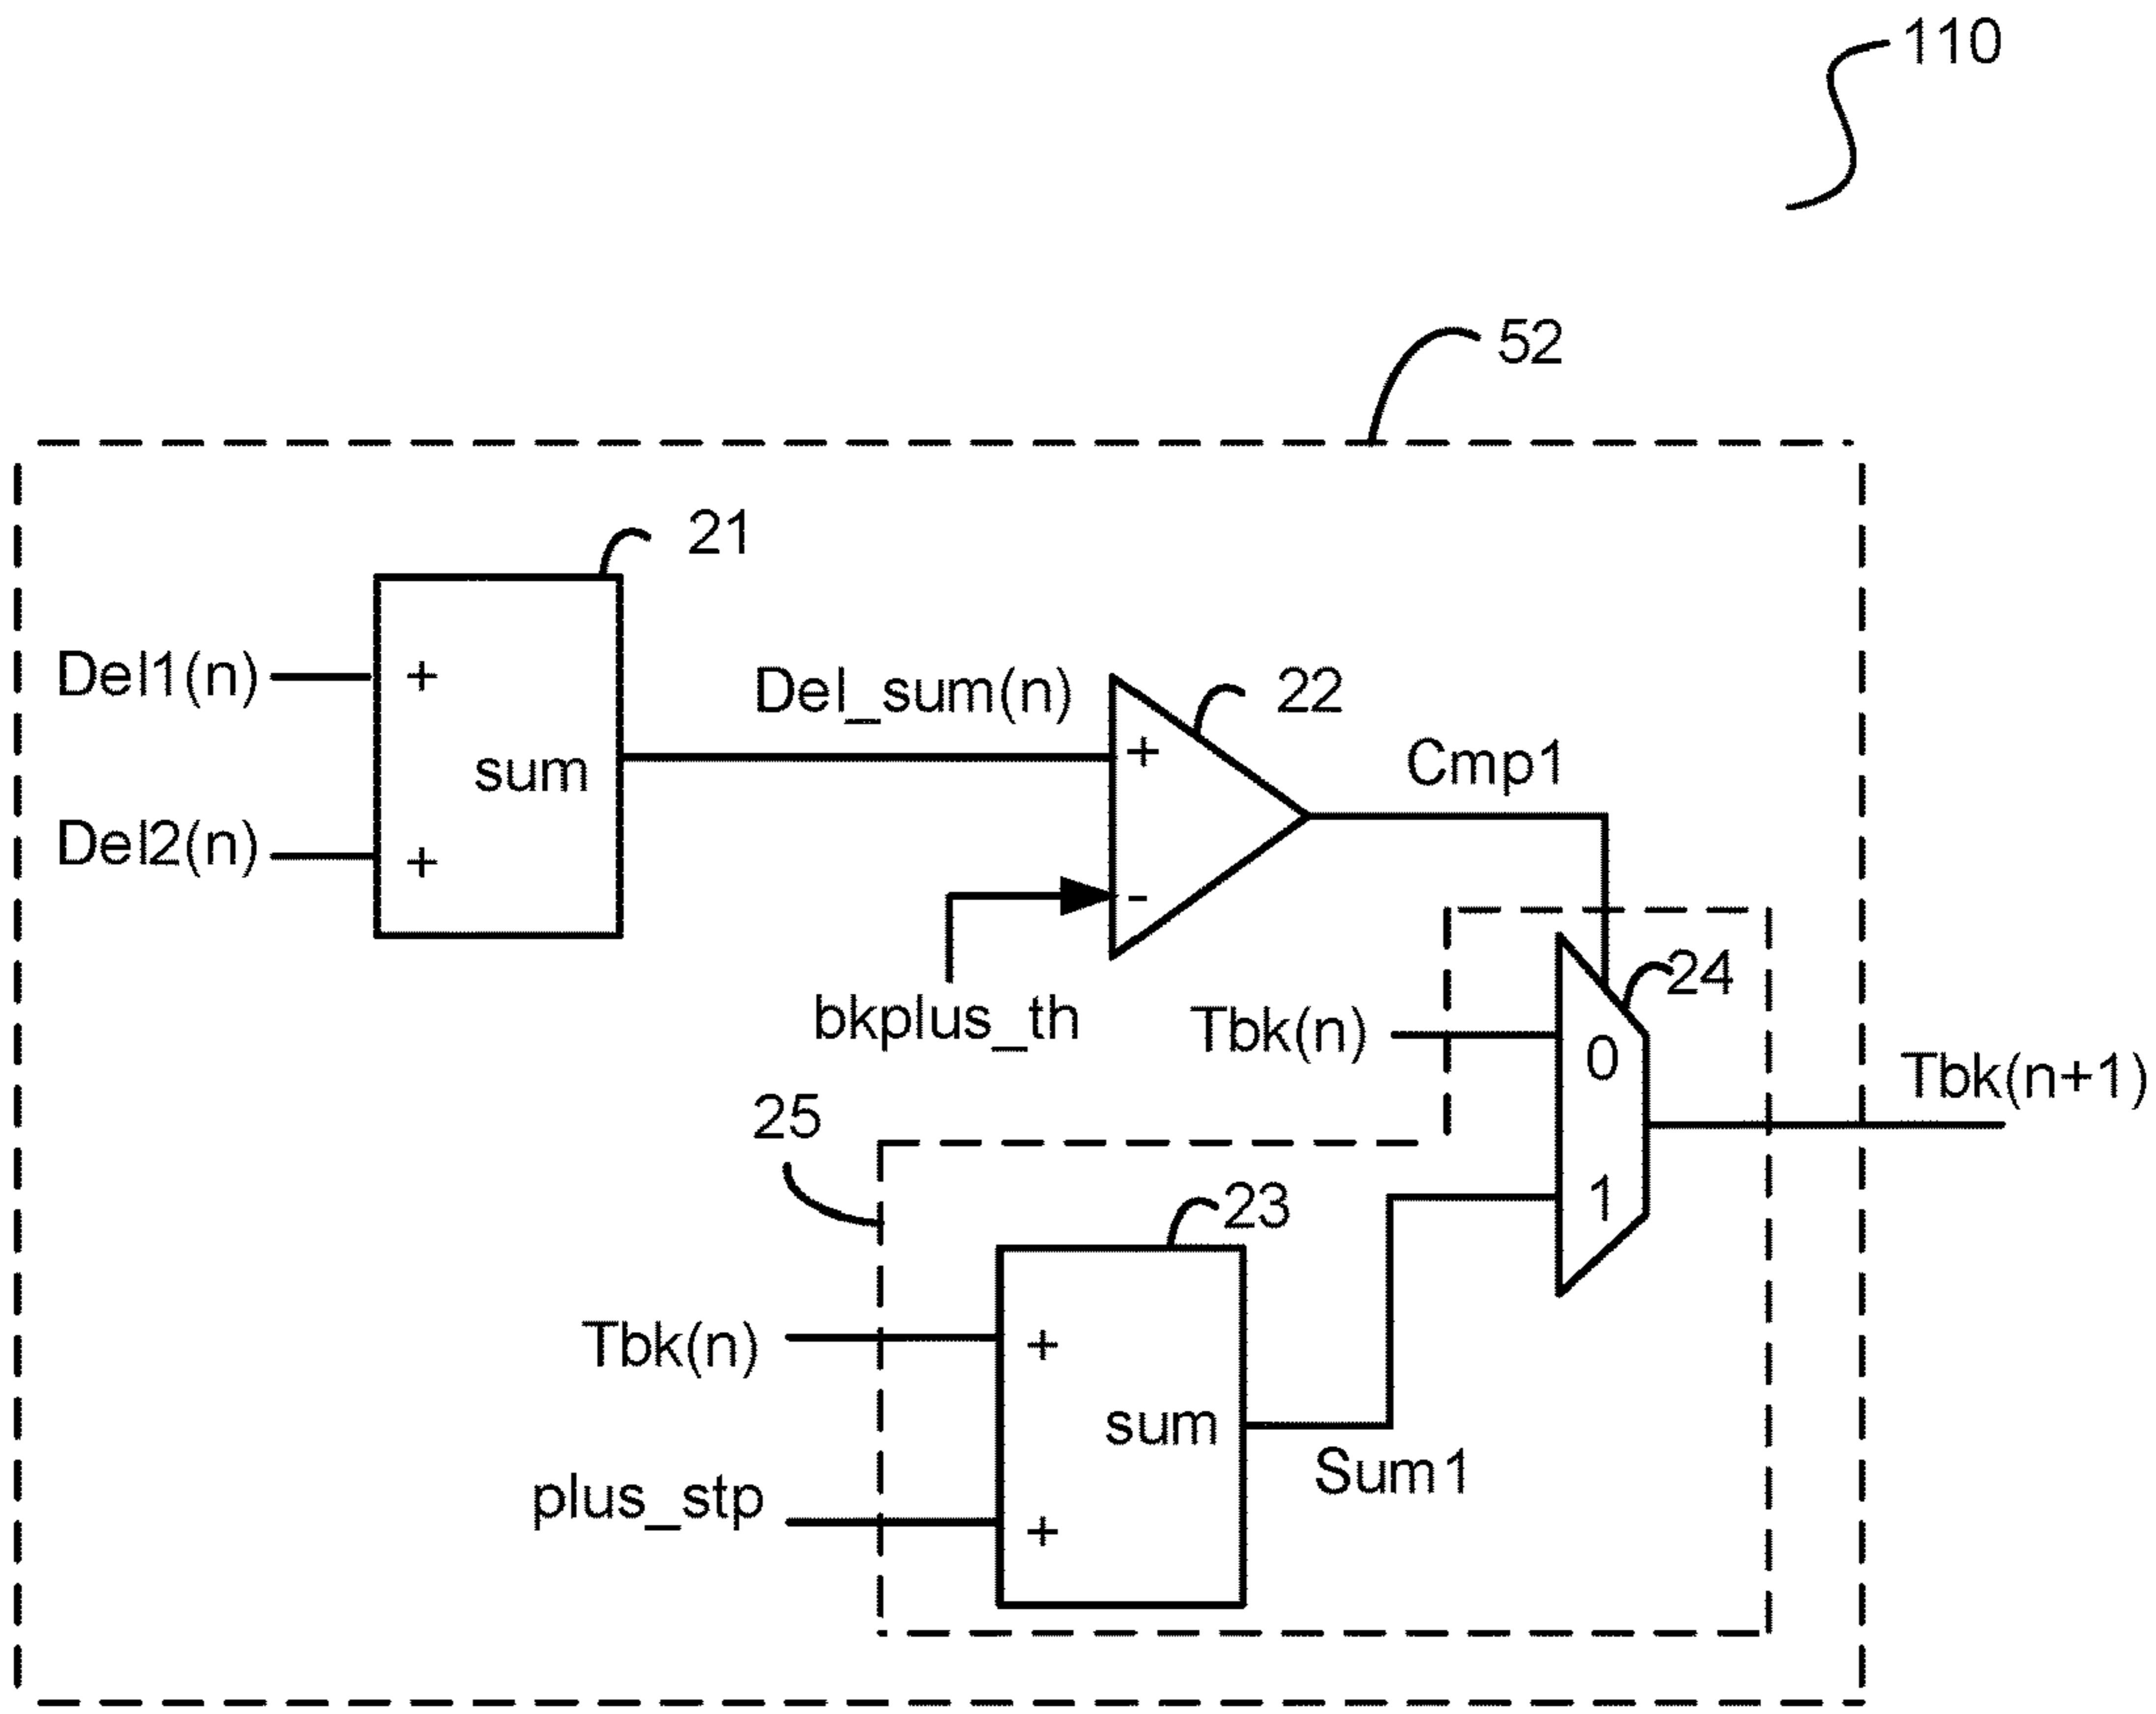 110
52
21
Del1(n)
+
Del_sum(n)
22
sum
+
Cmp1
Del2(n)
+
-
24
bkplus_th
Tbk(n)
0
Tbk(n+1)
25
1
23
Tbk(n)
+
sum
Sum1
plus_stp
+